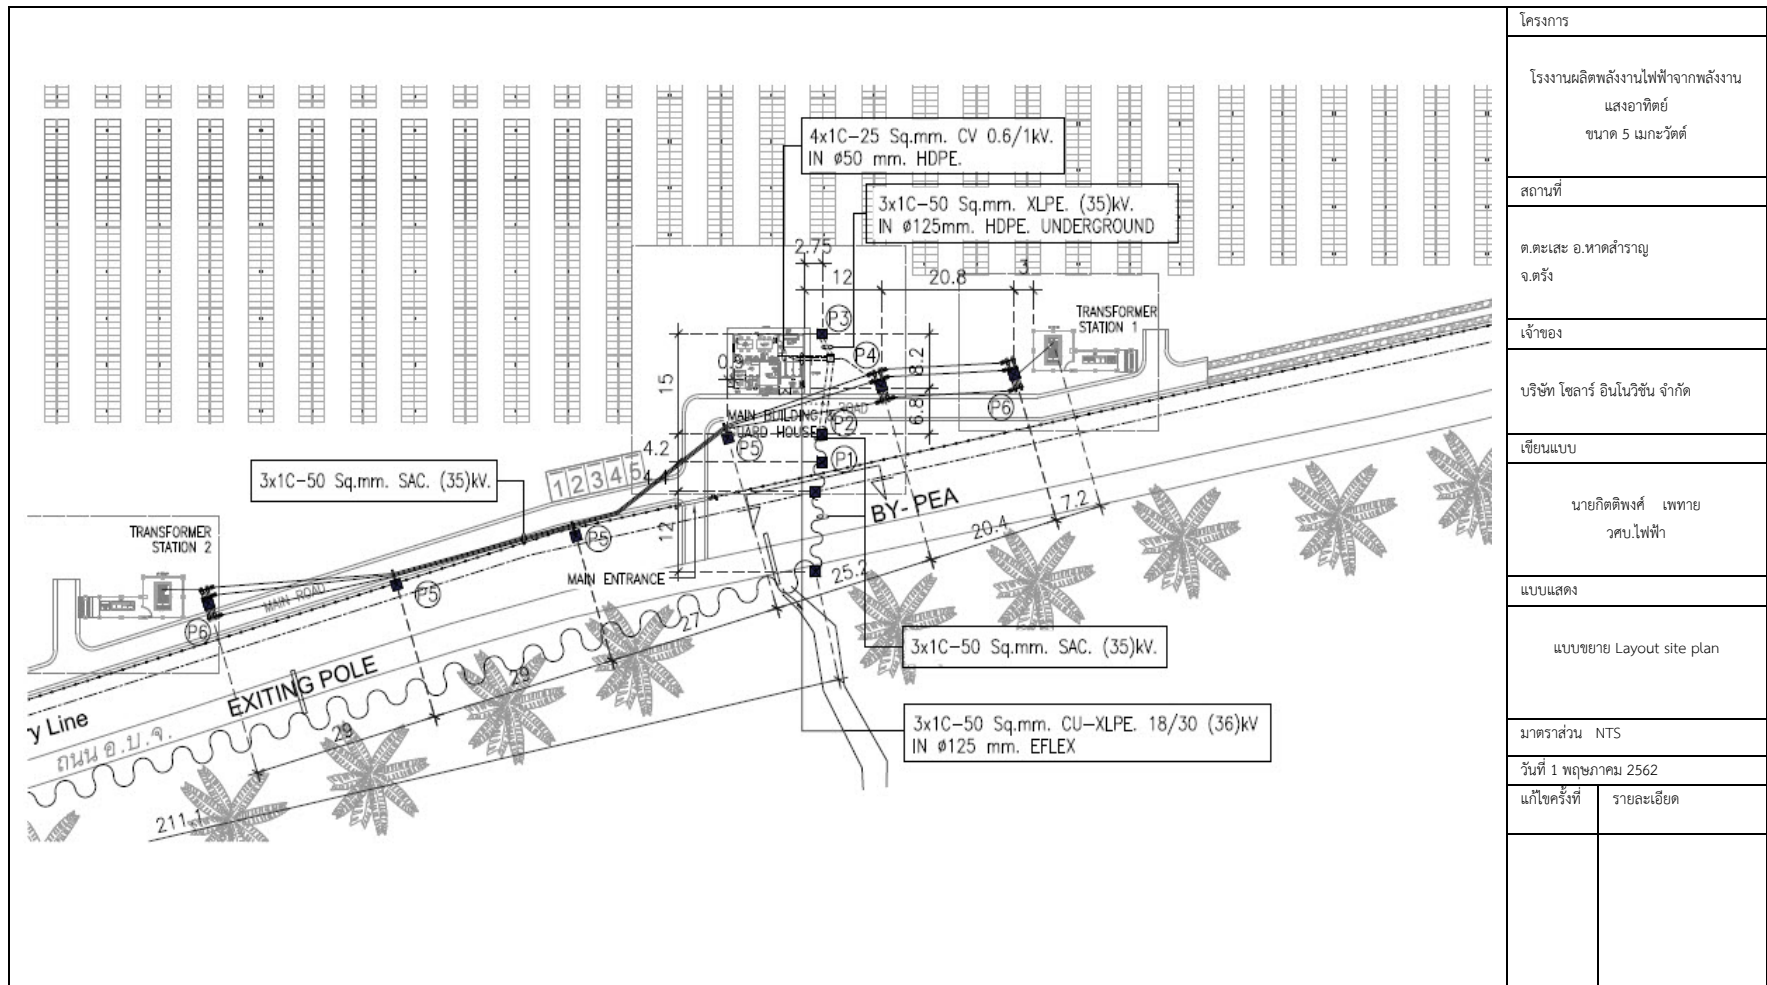 4x1C-25 Sq.mm. CV 0.6/1kV.
IN ø50 mm. HDPE.
3x1C-50 Sq.mm. XLPE. (35)kV.
IN ø125mm. HDPE. UNDERGROUND
2.75
12
20.8
3
TRANSFORMER
STATION 1
P3
P4
P6
8.2
6.8
15
MAIN BUILDING &
GUARD HOUSE
ROAD
P2
P5
P1
4.2
12
1 2 3 4 5
3x1C-50 Sq.mm. SAC. (35)kV.
BY- PEA
7.2
20.4
25.2
27
29
29
211.1
TRANSFORMER
STATION 2
P5
P5
P6
MAIN ROAD
MAIN ENTRANCE
EXITING POLE
y Line
ถนน อ.บ.จ.
3x1C-50 Sq.mm. SAC. (35)kV.
3x1C-50 Sq.mm. CU-XLPE. 18/30 (36)kV
IN ø125 mm. EFLEX
โครงการ
โรงงานผลิตพลังงานไฟฟ้าจากพลังงาน
แสงอาทิตย์
ขนาด 5 เมกะวัตต์
สถานที่
ต.ตะเสะ อ.หาดสำราญ
จ.ตรัง
เจ้าของ
บริษัท โซลาร์ อินโนวิชัน จำกัด
เขียนแบบ
นายกิตติพงศ์ เพทาย
วศบ.ไฟฟ้า
แบบแสดง
แบบขยาย Layout site plan
มาตราส่วน NTS
วันที่ 1 พฤษภาคม 2562
แก้ไขครั้งที่ รายละเอียด